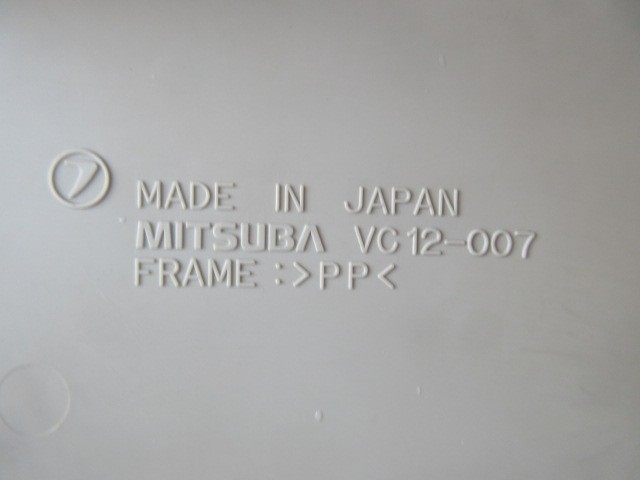 MADE IN JAPAN
MITSUBA VC12-007
FRAME:>PP<